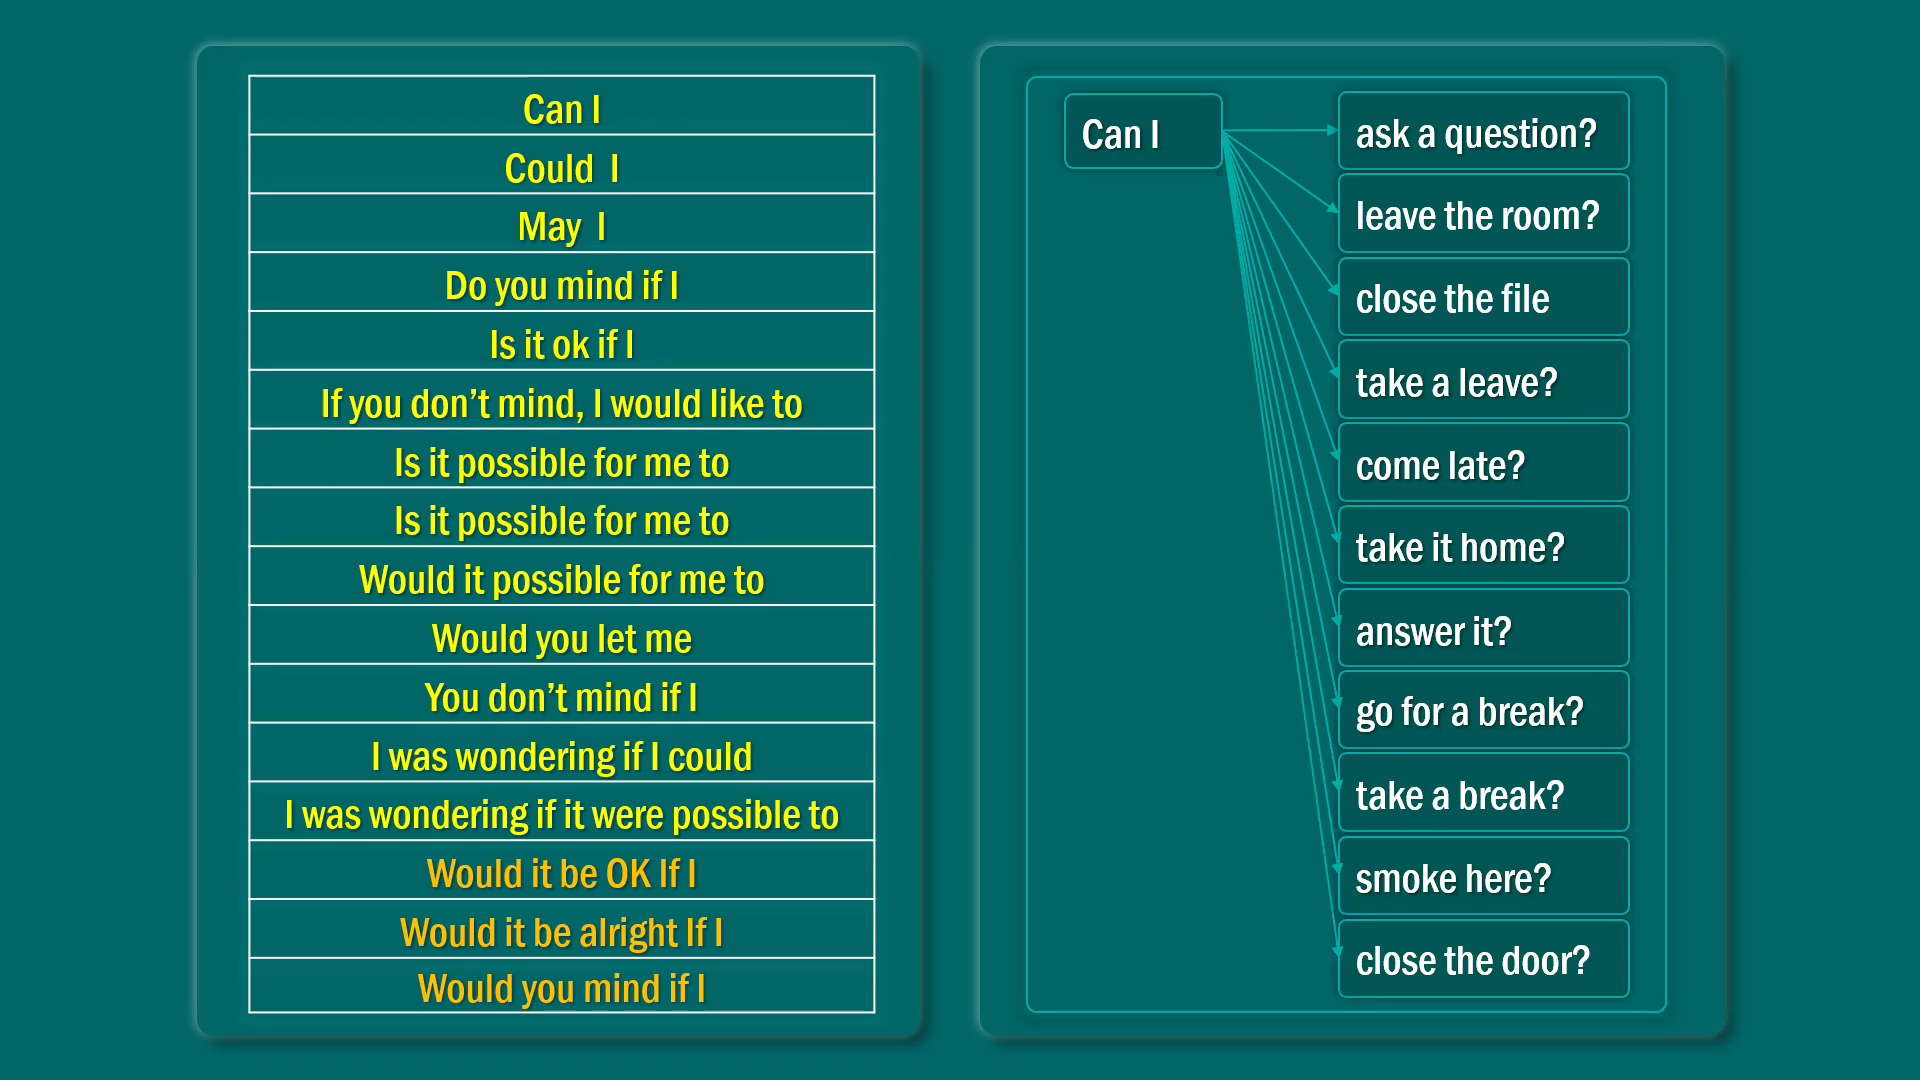 Can I
Could I
May I
Do you mind if I
Is it ok if I
If you don’t mind, I would like to
Is it possible for me to
Is it possible for me to
Would it possible for me to
Would you let me
You don’t mind if I
I was wondering if I could
I was wondering if it were possible to
Would it be OK If I
Would it be alright If I
Would you mind if I
Can I
ask a question?
leave the room?
close the file
take a leave?
come late?
take it home?
answer it?
go for a break?
take a break?
smoke here?
close the door?